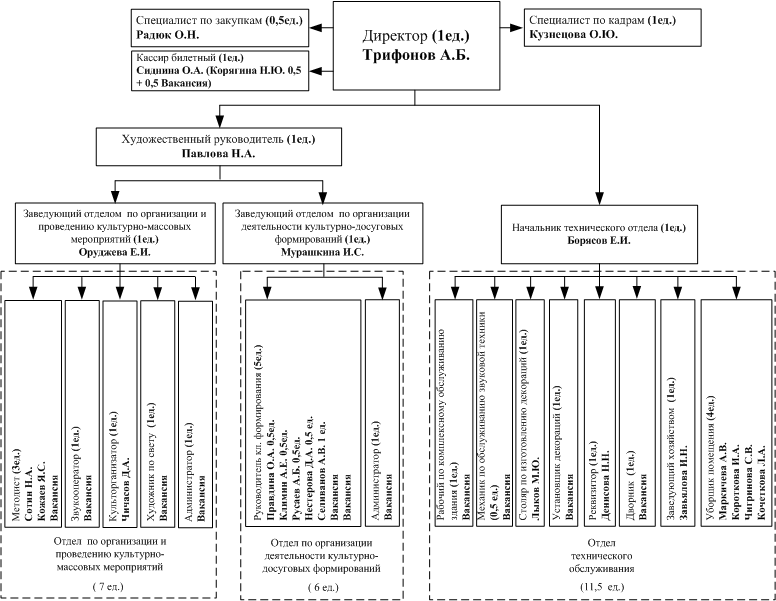 Специалист по закупкам (0,5ед.)
Радюк О.Н.
Директор (1ед.)
Трифонов А.Б.
Специалист по кадрам (1ед.)
Кузнецова О.Ю.
Кассир билетный (1ед.)
Сиднина О.А. (Корягина Н.Ю. 0,5
+ 0,5 Вакансия)
Художественный руководитель (1ед.)
Павлова Н.А.
Заведующий отделом по организации и
проведению культурно-массовых
мероприятий (1ед.)
Оруджева Е.И.
Заведующий отделом по организации
деятельности культурно-досуговых
формирований (1ед.)
Мурашкина И.С.
Начальник технического отдела (1ед.)
Борясов Е.И.
Методист (3ед.)
Сотин Н.А.
Кожаев Я.С.
Вакансия
Звукооператор (1ед.)
Вакансия
Культорганизатор (1ед.)
Чичасов Д.А.
Художник по свету (1ед.)
Вакансия
Администратор (1ед.)
Вакансия
Отдел по организации и
проведению культурно-
массовых мероприятий
( 7 ед.)
Руководитель кл. формирования (5ед.)
Правдина О.А. 0,5ед.
Климин А.Е. 0,5ед.
Русаев А.Б. 0,5ед.
Нестерова Д.А. 0,5 ед.
Селиванов А.В. 1 ед.
Вакансия
Вакансия
Администратор (1ед.)
Вакансия
Отдел по организации
деятельности культурно-
досуговых формирований
( 6 ед.)
Рабочий по комплексному обслуживанию
здания (1ед.)
Вакансия
Механик по обслуживанию звуковой техники
(0,5 ед.)
Вакансия
Столяр по изготовлению декораций (1ед.)
Лыков М.Ю.
Установщик декораций (1ед.)
Вакансия
Реквизитор (1ед.)
Денисова Н.Н.
Дворник (1ед.)
Вакансия
Заведующий хозяйством (1ед.)
Завьялова И.Н.
Уборщик помещения (4ед.)
Маркичева А.В.
Короткова И.А.
Чигринова С.В.
Кочеткова Л.А.
Отдел
технического
обслуживания
(11,5 ед.)